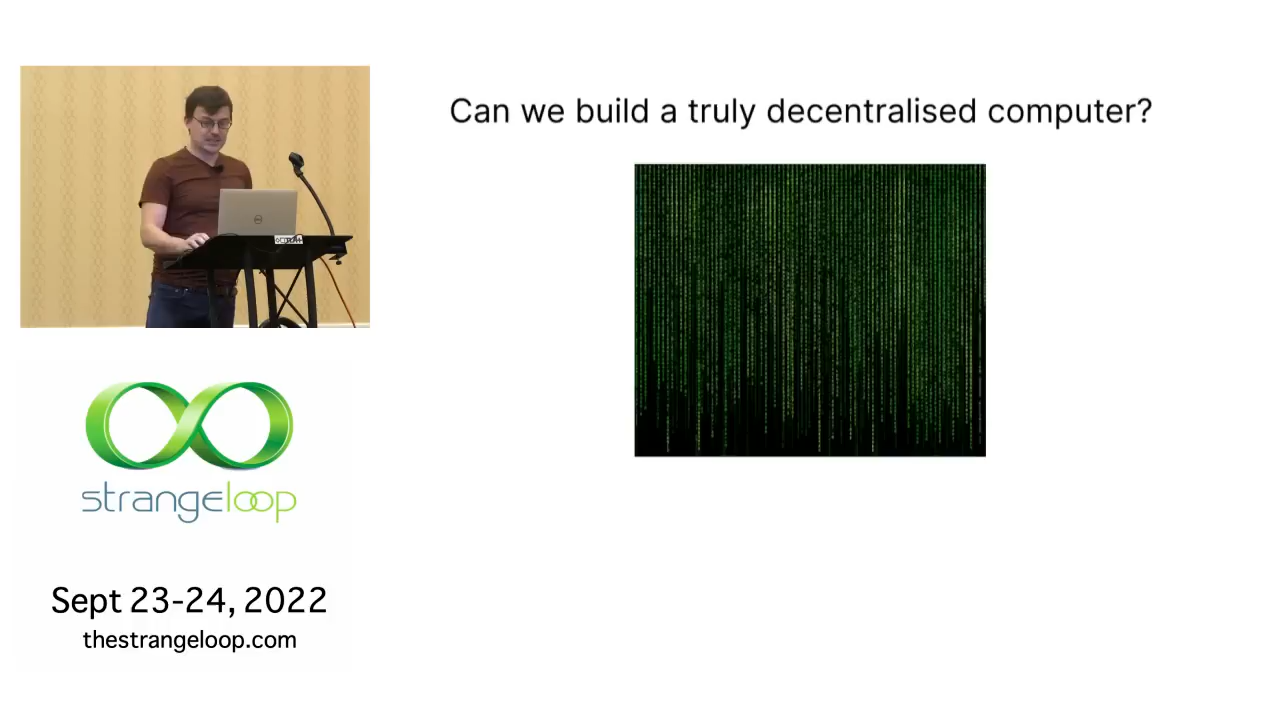 Can we build a truly decentralised computer?
strangeloop
Sept 23-24, 2022
thestrangeloop.com